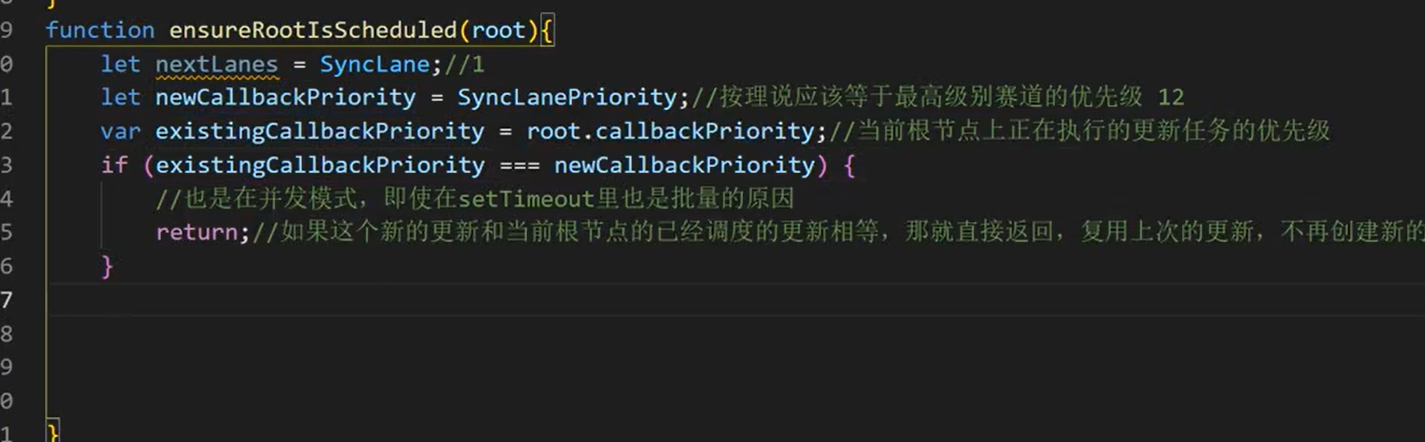 }
9 function ensureRootIsScheduled(root){
0 let nextLanes = SyncLane;//1
1 let newCallbackPriority = SyncLanePriority;//按理说应该等于最高级别赛道的优先级 12
2 var existingCallbackPriority = root.callbackPriority;//当前根节点上正在执行的更新任务的优先级
3 if (existingCallbackPriority === newCallbackPriority) {
4 //也是在并发模式，即使在setTimeout里也是批量的原因
5 return;//如果这个新的更新和当前根节点的已经调度的更新相等，那就直接返回，复用上次的更新，不再创建新的
6 }
7
8
9
0
1 }